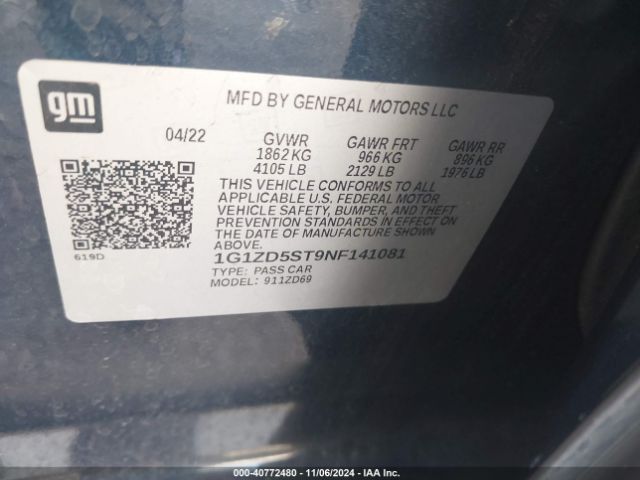 gm
MFD BY GENERAL MOTORS LLC
04/22 GVWR GAWR FRT GAWR RR
1862 KG 966 KG 896 KG
4105 LB 2129 LB 1976 LB
THIS VEHICLE CONFORMS TO ALL
APPLICABLE U.S. FEDERAL MOTOR
VEHICLE SAFETY, BUMPER, AND THEFT
PREVENTION STANDARDS IN EFFECT ON
THE DATE OF MANUFACTURE SHOWN
ABOVE.
619D
1G1ZD5ST9NF141081
TYPE: PASS CAR
MODEL: 911ZD69
© - 40772480 - 11/06/2024 - IAA Inc.